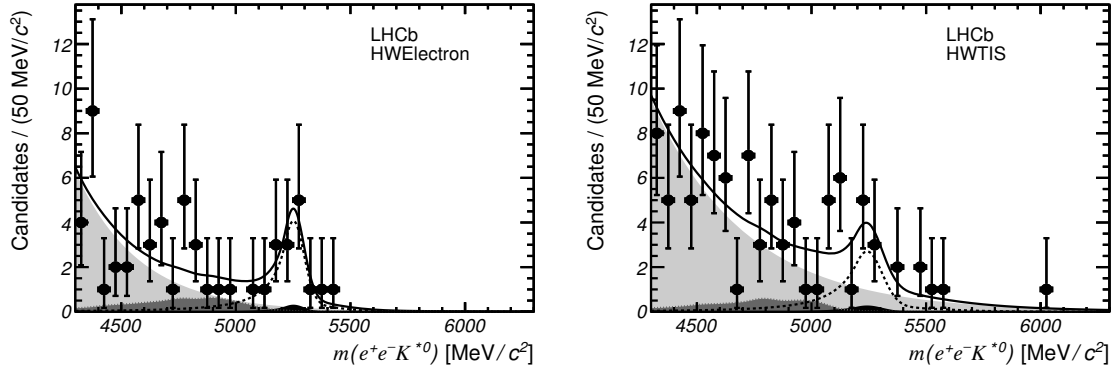 Candidates / (50 MeV/c²)
12
10
8
6
4
2
0
LHCb
HWElectron
4500 5000 5500 6000
m(e⁺e⁻K*⁰) [MeV/c²]
Candidates / (50 MeV/c²)
12
10
8
6
4
2
0
LHCb
HWTIS
4500 5000 5500 6000
m(e⁺e⁻K*⁰) [MeV/c²]